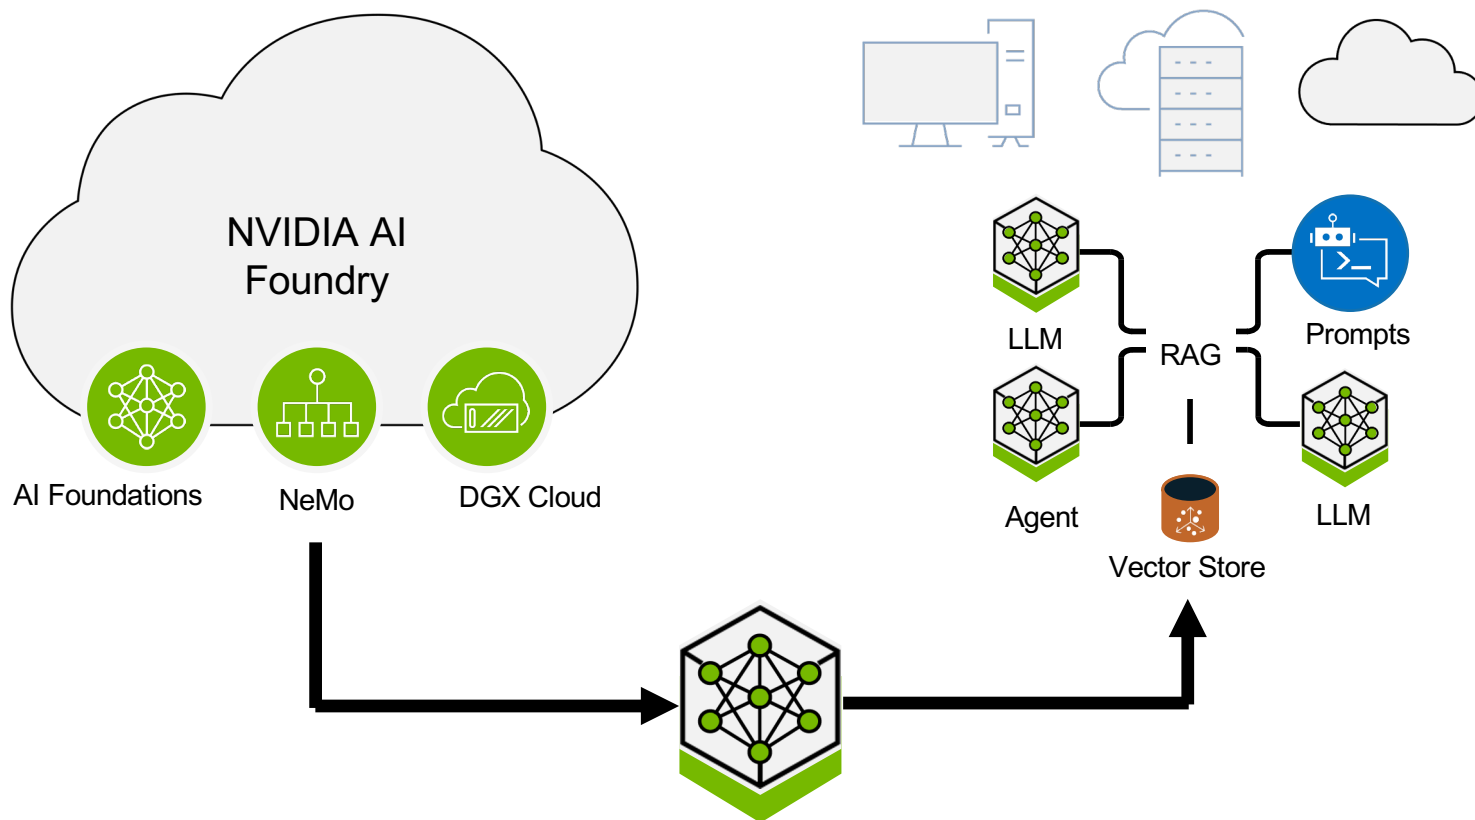 NVIDIA AI
Foundry
AI Foundations
NeMo
DGX Cloud
LLM
Prompts
RAG
Agent
LLM
Vector Store